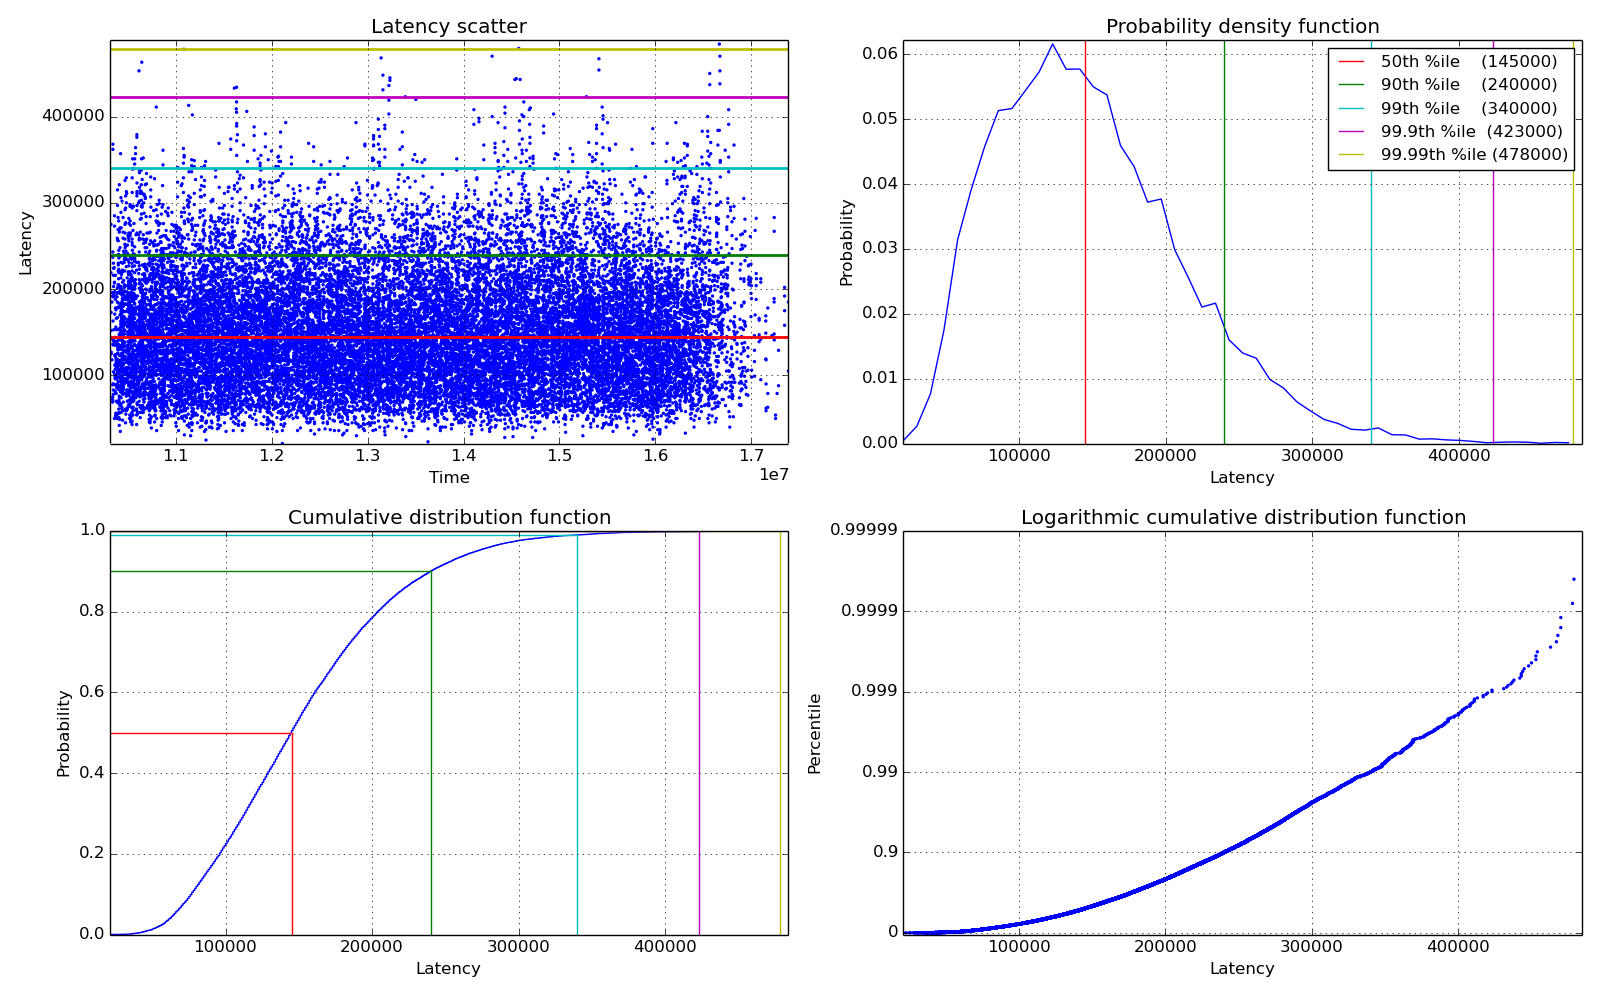 Latency scatter
400000
300000
200000
100000
Latency
1.1 1.2 1.3 1.4 1.5 1.6 1.7
1e7
Time
Probability density function
0.06
0.05
0.04
0.03
0.02
0.01
0.00
Probability
50th %ile (145000)
90th %ile (240000)
99th %ile (340000)
99.9th %ile (423000)
99.99th %ile (478000)
100000 200000 300000 400000
Latency
Cumulative distribution function
1.0
0.8
0.6
0.4
0.2
0.0
Probability
100000 200000 300000 400000
Latency
Logarithmic cumulative distribution function
0.99999
0.9999
0.999
0.99
0.9
0
Percentile
100000 200000 300000 400000
Latency